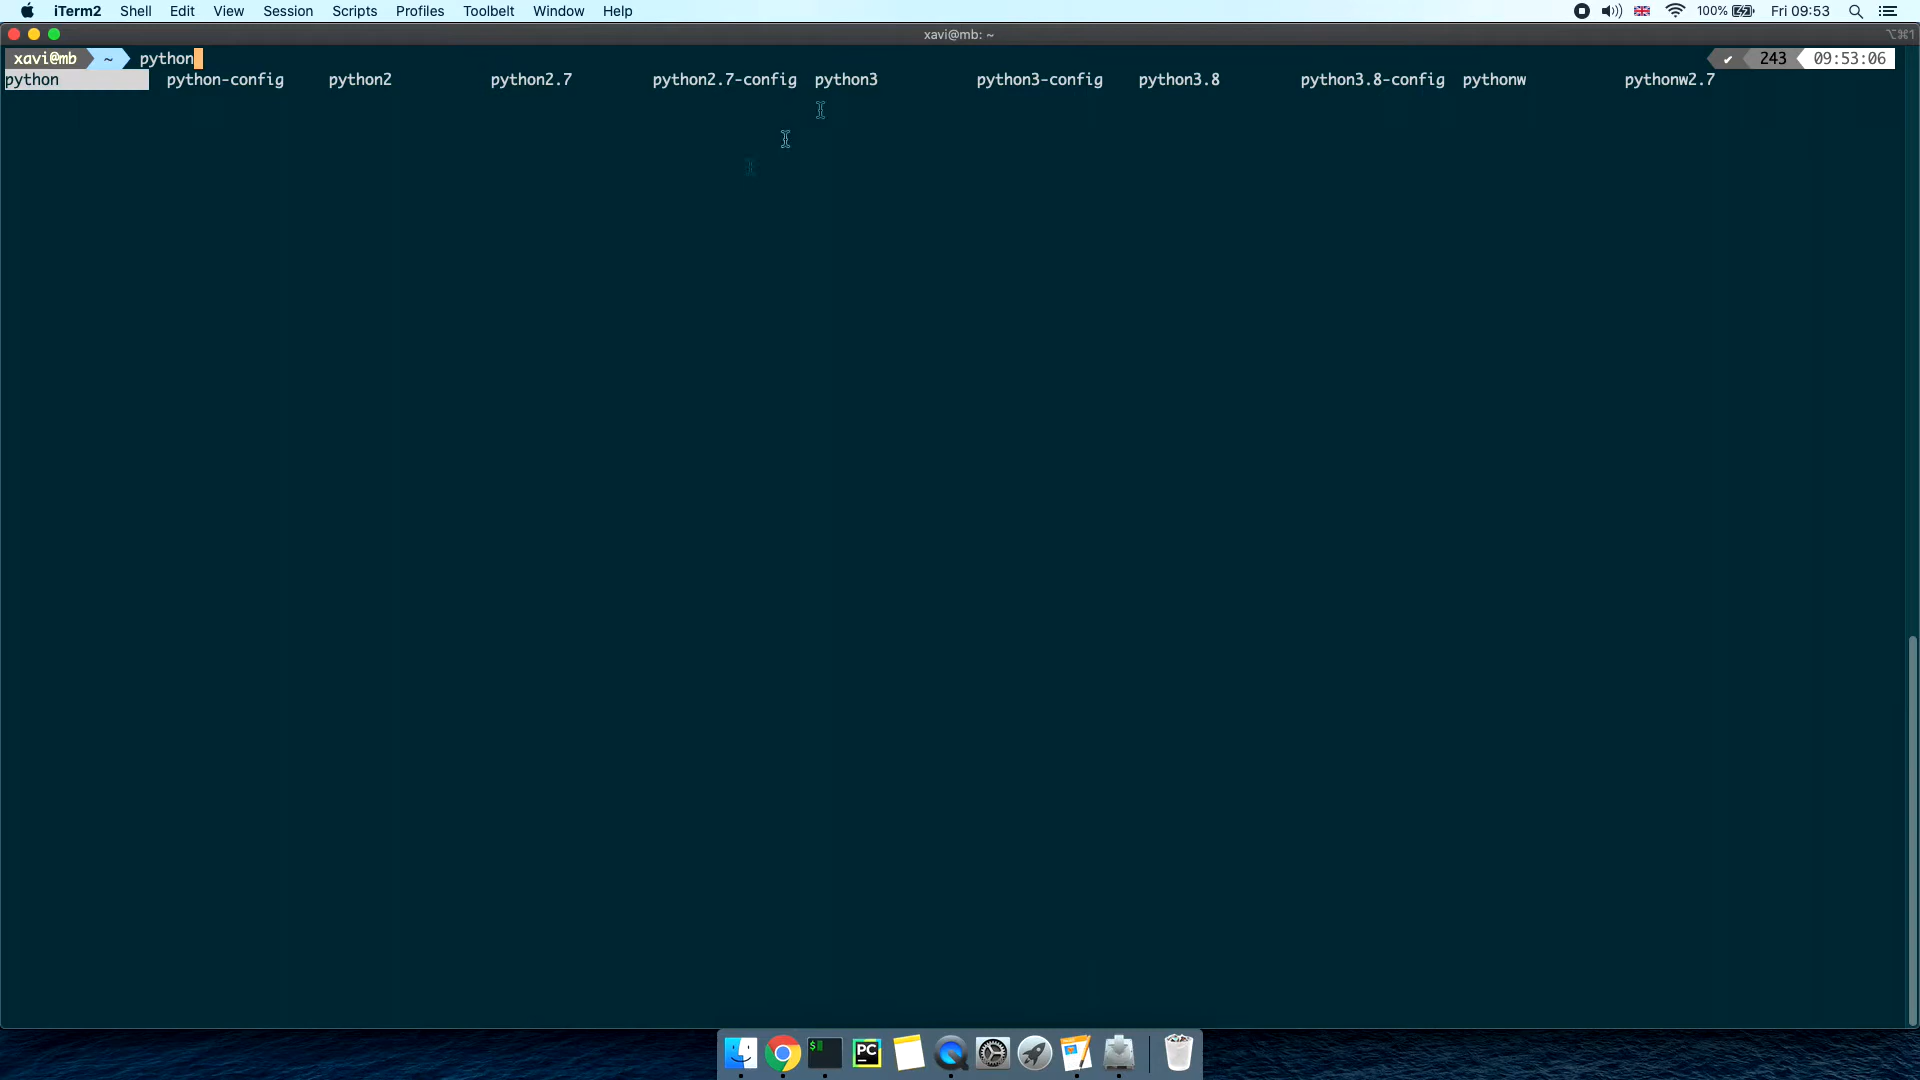 iTerm2 Shell Edit View Session Scripts Profiles Toolbelt Window Help 100% Fri 09:53
xavi@mb: ~ ⌥⌘1
xavi@mb ~ python ✔ 243 09:53:06
python python-config python2 python2.7 python2.7-config python3 python3-config python3.8 python3.8-config pythonw pythonw2.7
$
PC